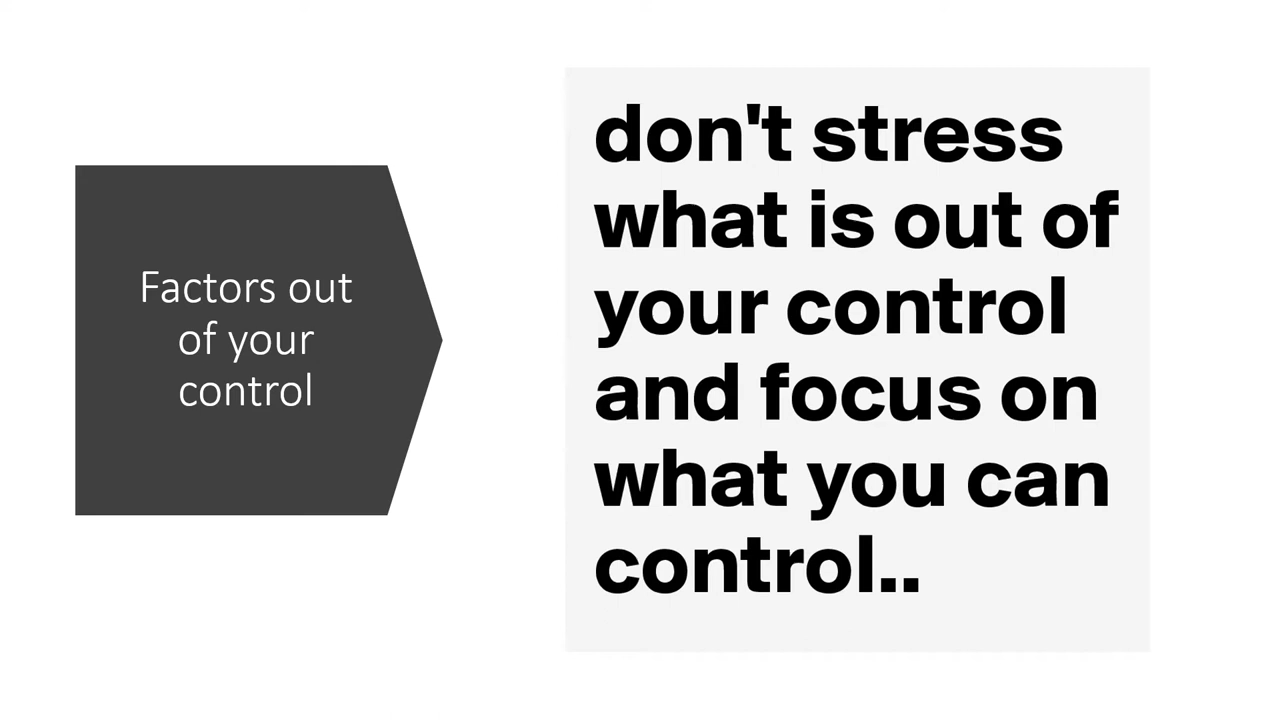 Factors out
of your
control
don't stress
what is out of
your control
and focus on
what you can
control..